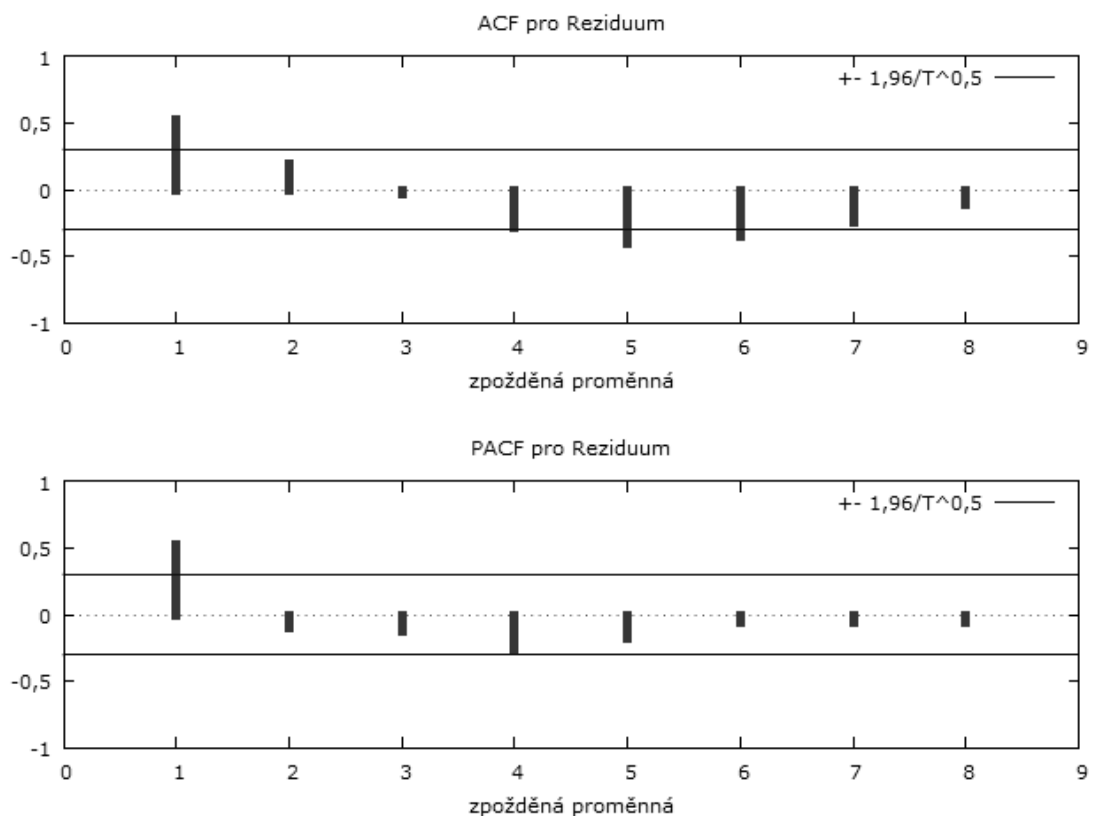 ACF pro Reziduum
1
+- 1,96/T^0,5
0,5
0
-0,5
-1
0 1 2 3 4 5 6 7 8 9
zpožděná proměnná
PACF pro Reziduum
1
+- 1,96/T^0,5
0,5
0
-0,5
-1
0 1 2 3 4 5 6 7 8 9
zpožděná proměnná